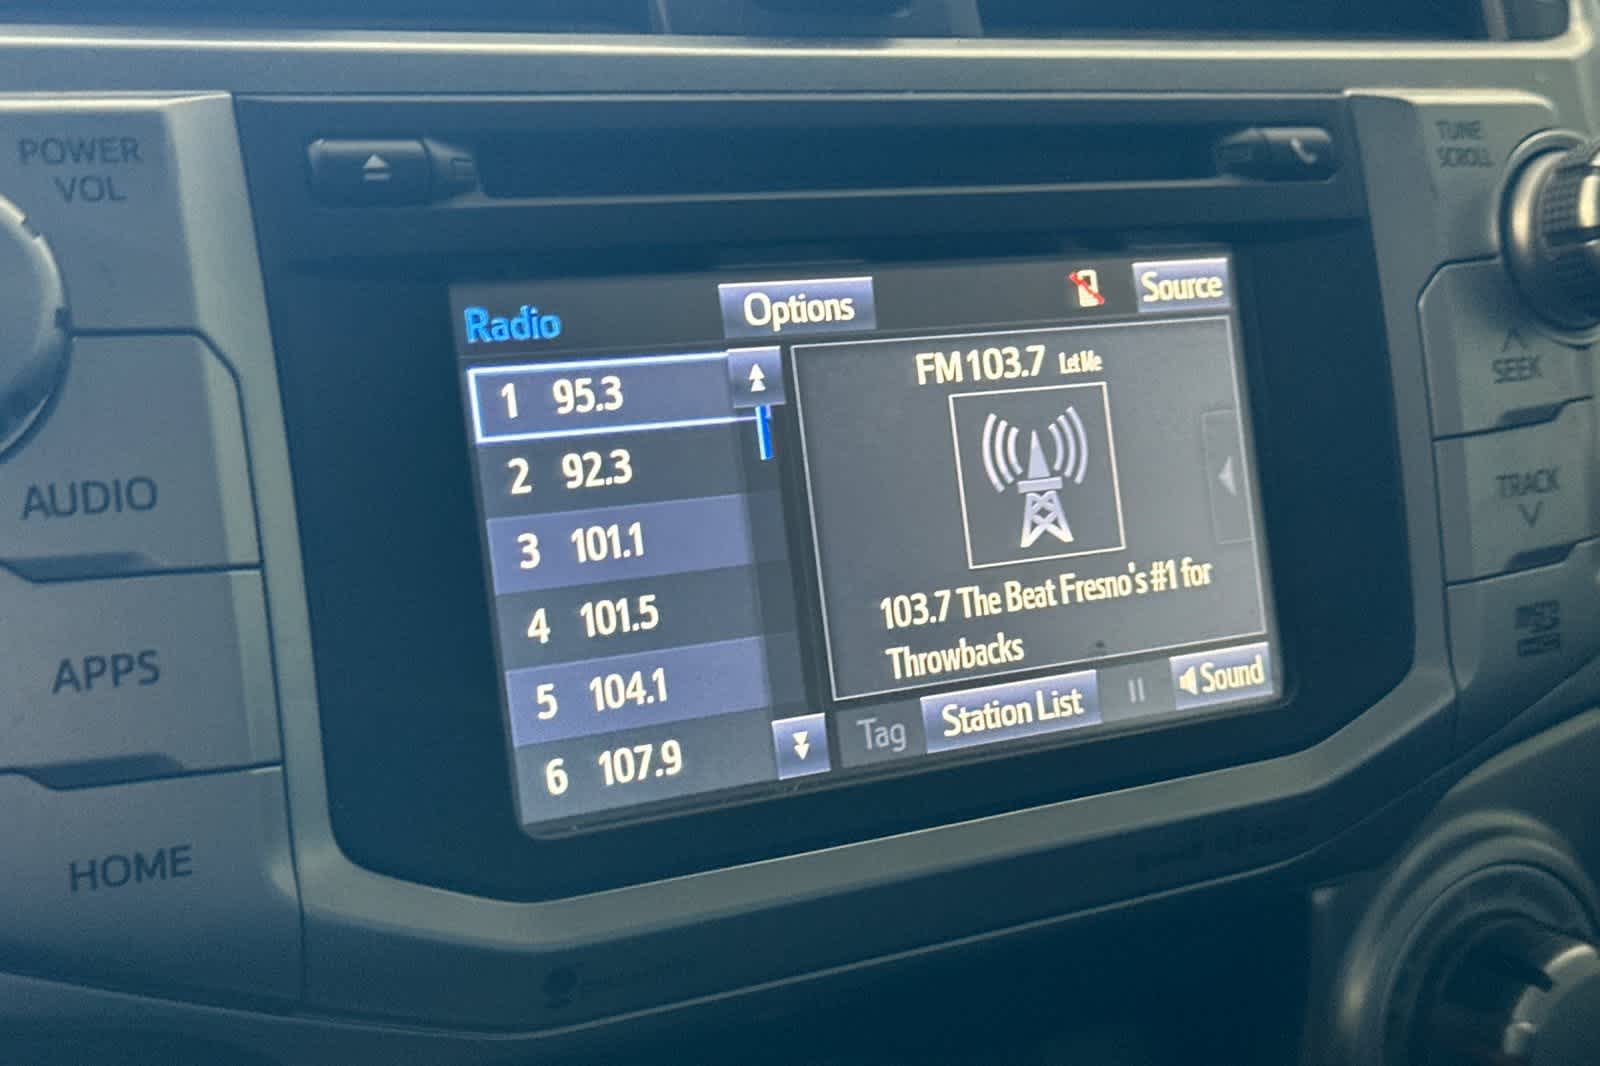 POWER
VOL
AUDIO
APPS
HOME
Radio
Options
Source
1 95.3
2 92.3
3 101.1
4 101.5
5 104.1
6 107.9
FM 103.7 Let Me
103.7 The Beat Fresno's #1 for
Throwbacks
Tag
Station List
Sound
TUNE
SCROLL
SEEK
TRACK